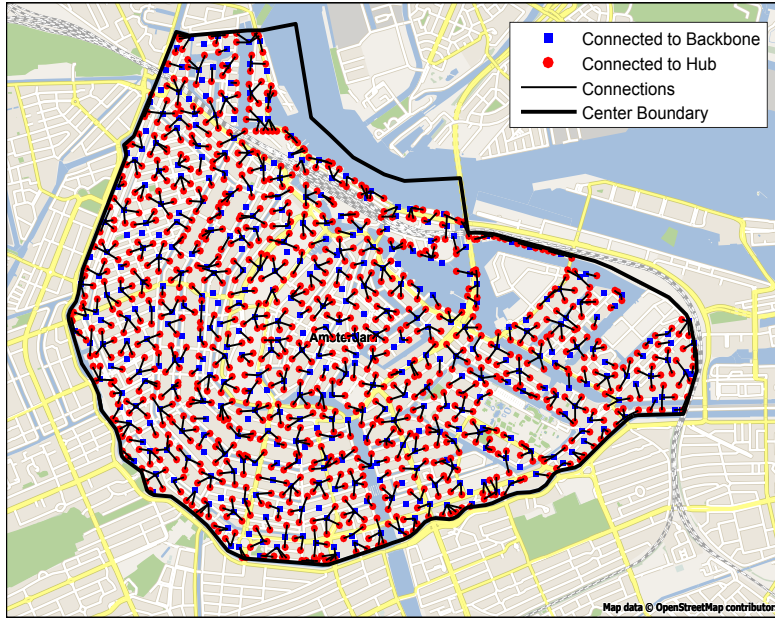 Connected to Backbone
Connected to Hub
Connections
Center Boundary
Amsterdam
Map data © OpenStreetMap contributor